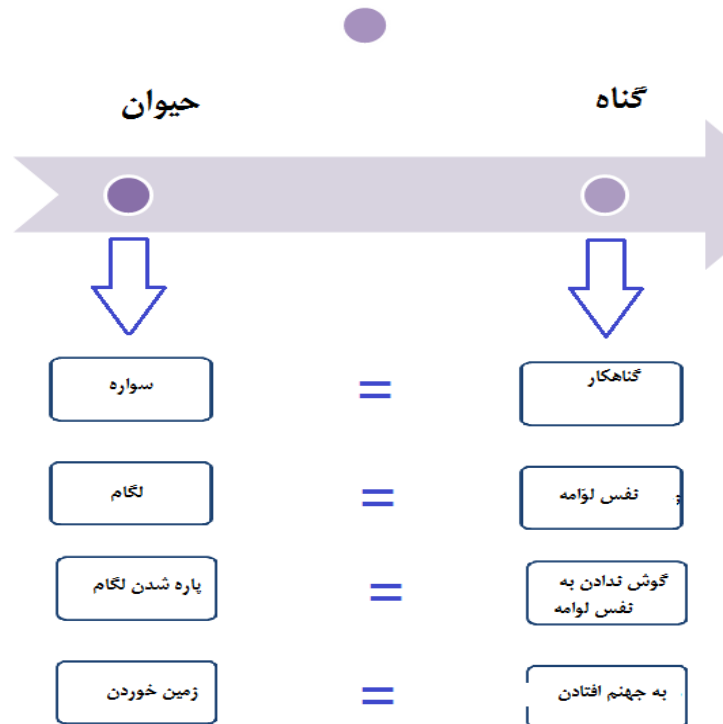 گناه
حیوان
گناهکار
=
سواره
نفس لوّامه
=
لگام
گوش ندادن به
نفس لوامه
=
پاره شدن لگام
به جهنم افتادن
=
زمین خوردن